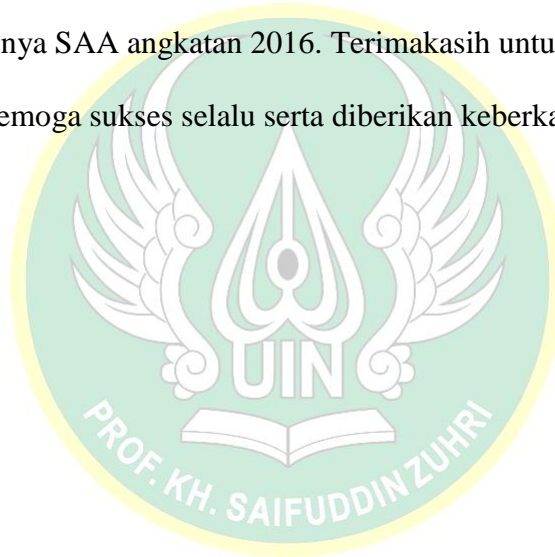 nya SAA angkatan 2016. Terimakasih untu
emoga sukses selalu serta diberikan keberka
UIN
PROF. KH. SAIFUDDIN ZUHRI